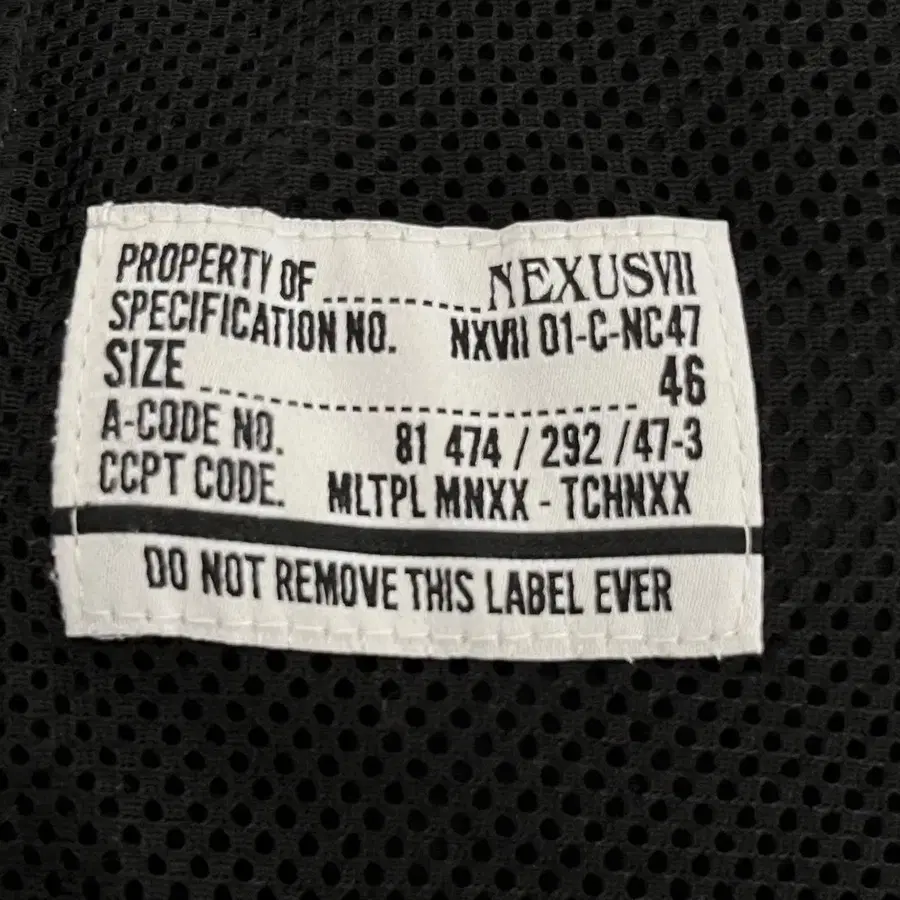 PROPERTY OF NEXUSVII
SPECIFICATION NO. NXVII 01-C-NC47
SIZE 46
A-CODE NO. 81 474 / 292 /47-3
CCPT CODE. MLTPL MNXX - TCHNXX
DO NOT REMOVE THIS LABEL EVER